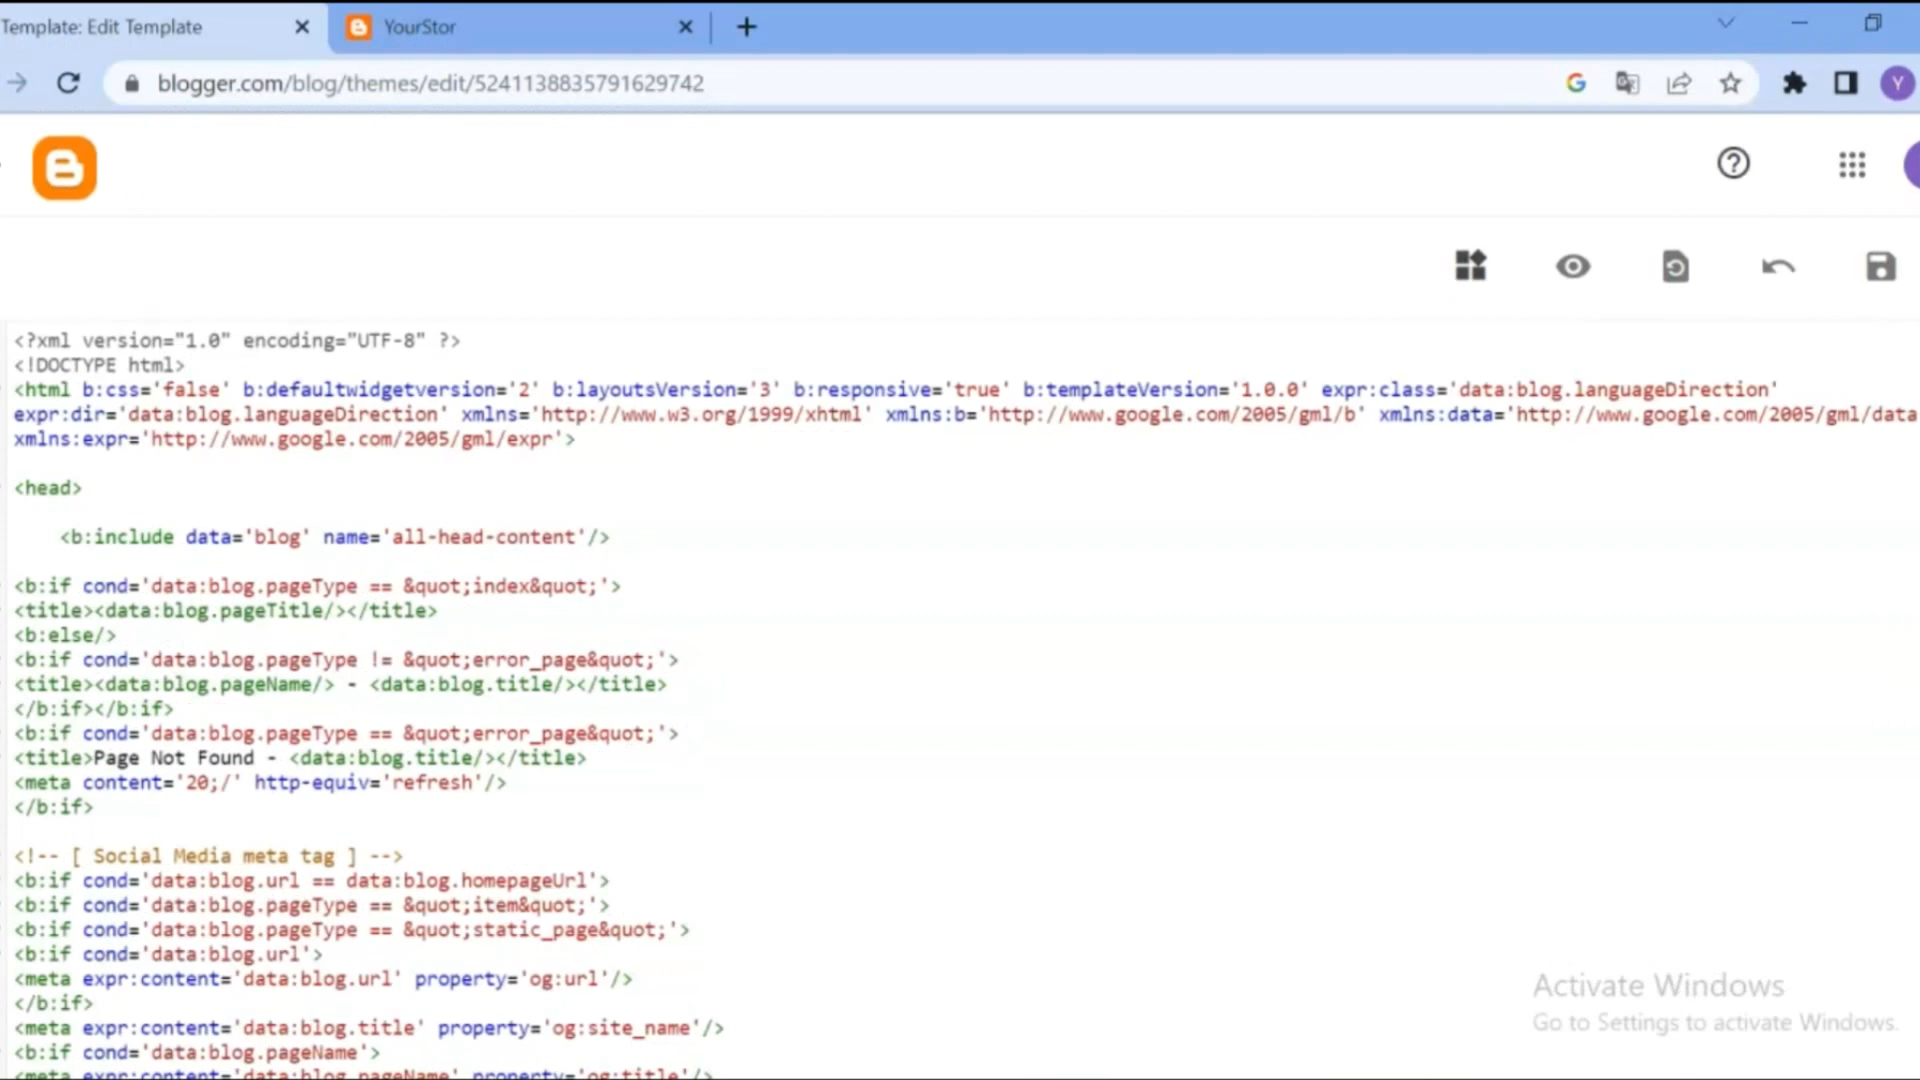 Template: Edit Template
YourStor
blogger.com/blog/themes/edit/5241138835791629742
Y
<?xml version="1.0" encoding="UTF-8" ?>
<!DOCTYPE html>
<html b:css='false' b:defaultwidgetversion='2' b:layoutsVersion='3' b:responsive='true' b:templateVersion='1.0.0' expr:class='data:blog.languageDirection'
expr:dir='data:blog.languageDirection' xmlns='http://www.w3.org/1999/xhtml' xmlns:b='http://www.google.com/2005/gml/b' xmlns:data='http://www.google.com/2005/gml/data
xmlns:expr='http://www.google.com/2005/gml/expr'>
<head>
<b:include data='blog' name='all-head-content'/>
<b:if cond='data:blog.pageType == &quot;index&quot;'>
<title><data:blog.pageTitle/></title>
<b:else/>
<b:if cond='data:blog.pageType != &quot;error_page&quot;'>
<title><data:blog.pageName/> - <data:blog.title/></title>
</b:if></b:if>
<b:if cond='data:blog.pageType == &quot;error_page&quot;'>
<title>Page Not Found - <data:blog.title/></title>
<meta content='20;/' http-equiv='refresh'/>
</b:if>
<!-- [ Social Media meta tag ] -->
<b:if cond='data:blog.url == data:blog.homepageUrl'>
<b:if cond='data:blog.pageType == &quot;item&quot;'>
<b:if cond='data:blog.pageType == &quot;static_page&quot;'>
<b:if cond='data:blog.url'>
<meta expr:content='data:blog.url' property='og:url'/>
</b:if>
<meta expr:content='data:blog.title' property='og:site_name'/>
<b:if cond='data:blog.pageName'>
<meta expr:content='data:blog.pageName' property='og:title'/>
Activate Windows
Go to Settings to activate Windows.